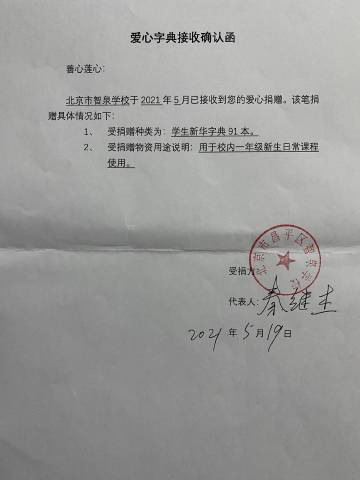 爱心字典接收确认函
善心莲心：
北京市智泉学校于 2021 年 5 月已接收到您的爱心捐赠。该笔捐
赠具体情况如下：
1、 受捐赠种类为：学生新华字典 91 本。
2、 受捐赠物资用途说明：用于校内一年级新生日常课程
使用。
北京市昌平区智泉学校
受捐方
代表人：秦继杰
2021 年 5 月 19 日